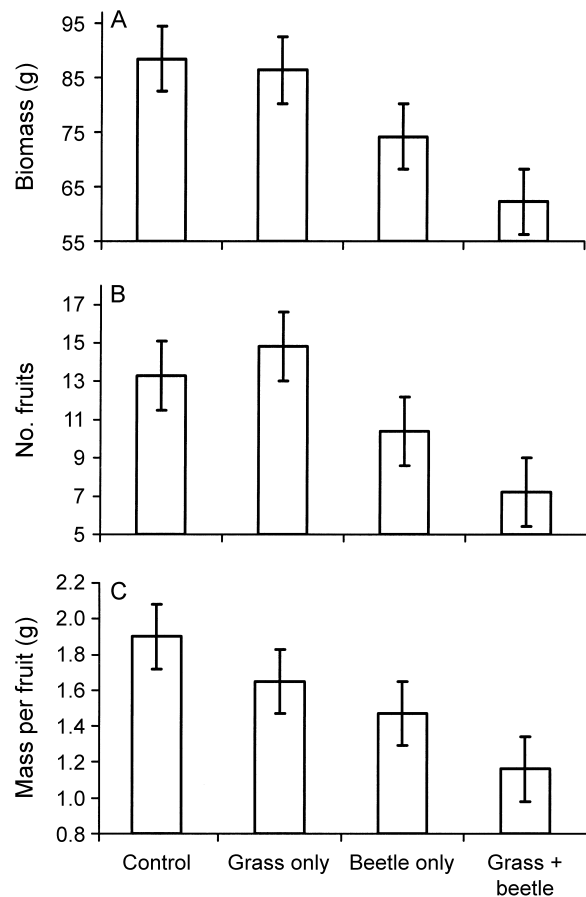 A
Biomass (g)
95
85
75
65
55
B
No. fruits
17
15
13
11
9
7
5
C
Mass per fruit (g)
2.2
2.0
1.8
1.6
1.4
1.2
1.0
0.8
Control Grass only Beetle only Grass +
beetle